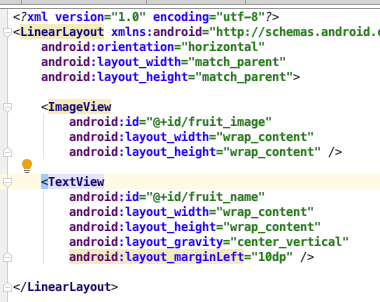 <?xml version="1.0" encoding="utf-8"?>
<LinearLayout xmlns:android="http://schemas.android.
android:orientation="horizontal"
android:layout_width="match_parent"
android:layout_height="match_parent">
<ImageView
android:id="@+id/fruit_image"
android:layout_width="wrap_content"
android:layout_height="wrap_content" />
<TextView
android:id="@+id/fruit_name"
android:layout_width="wrap_content"
android:layout_height="wrap_content"
android:layout_gravity="center_vertical"
android:layout_marginLeft="10dp" />
</LinearLayout>